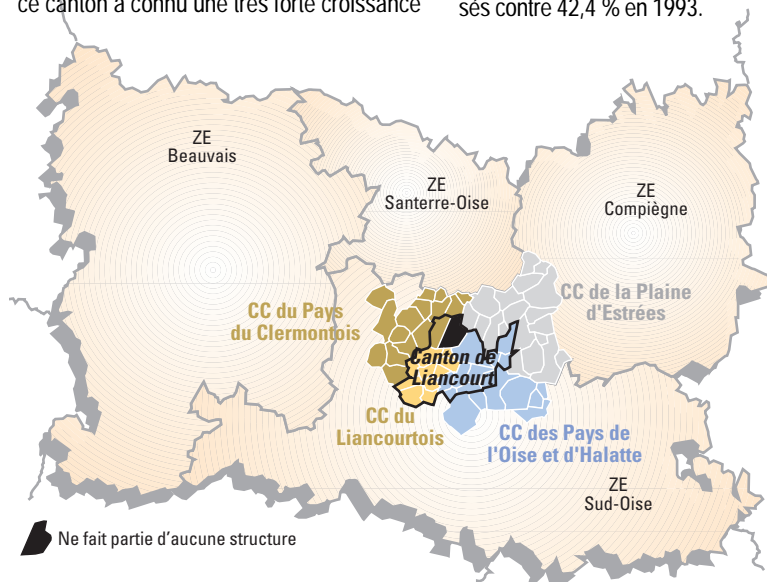 ce canton a connu une très forte croissance
sés contre 42,4 % en 1993.
ZE
Beauvais
ZE
Santerre-Oise
ZE
Compiègne
CC du Pays
du Clermontois
CC de la Plaine
d'Estrées
Canton de
Liancourt
CC du
Liancourtois
CC des Pays de
l'Oise et d'Halatte
ZE
Sud-Oise
Ne fait partie d'aucune structure